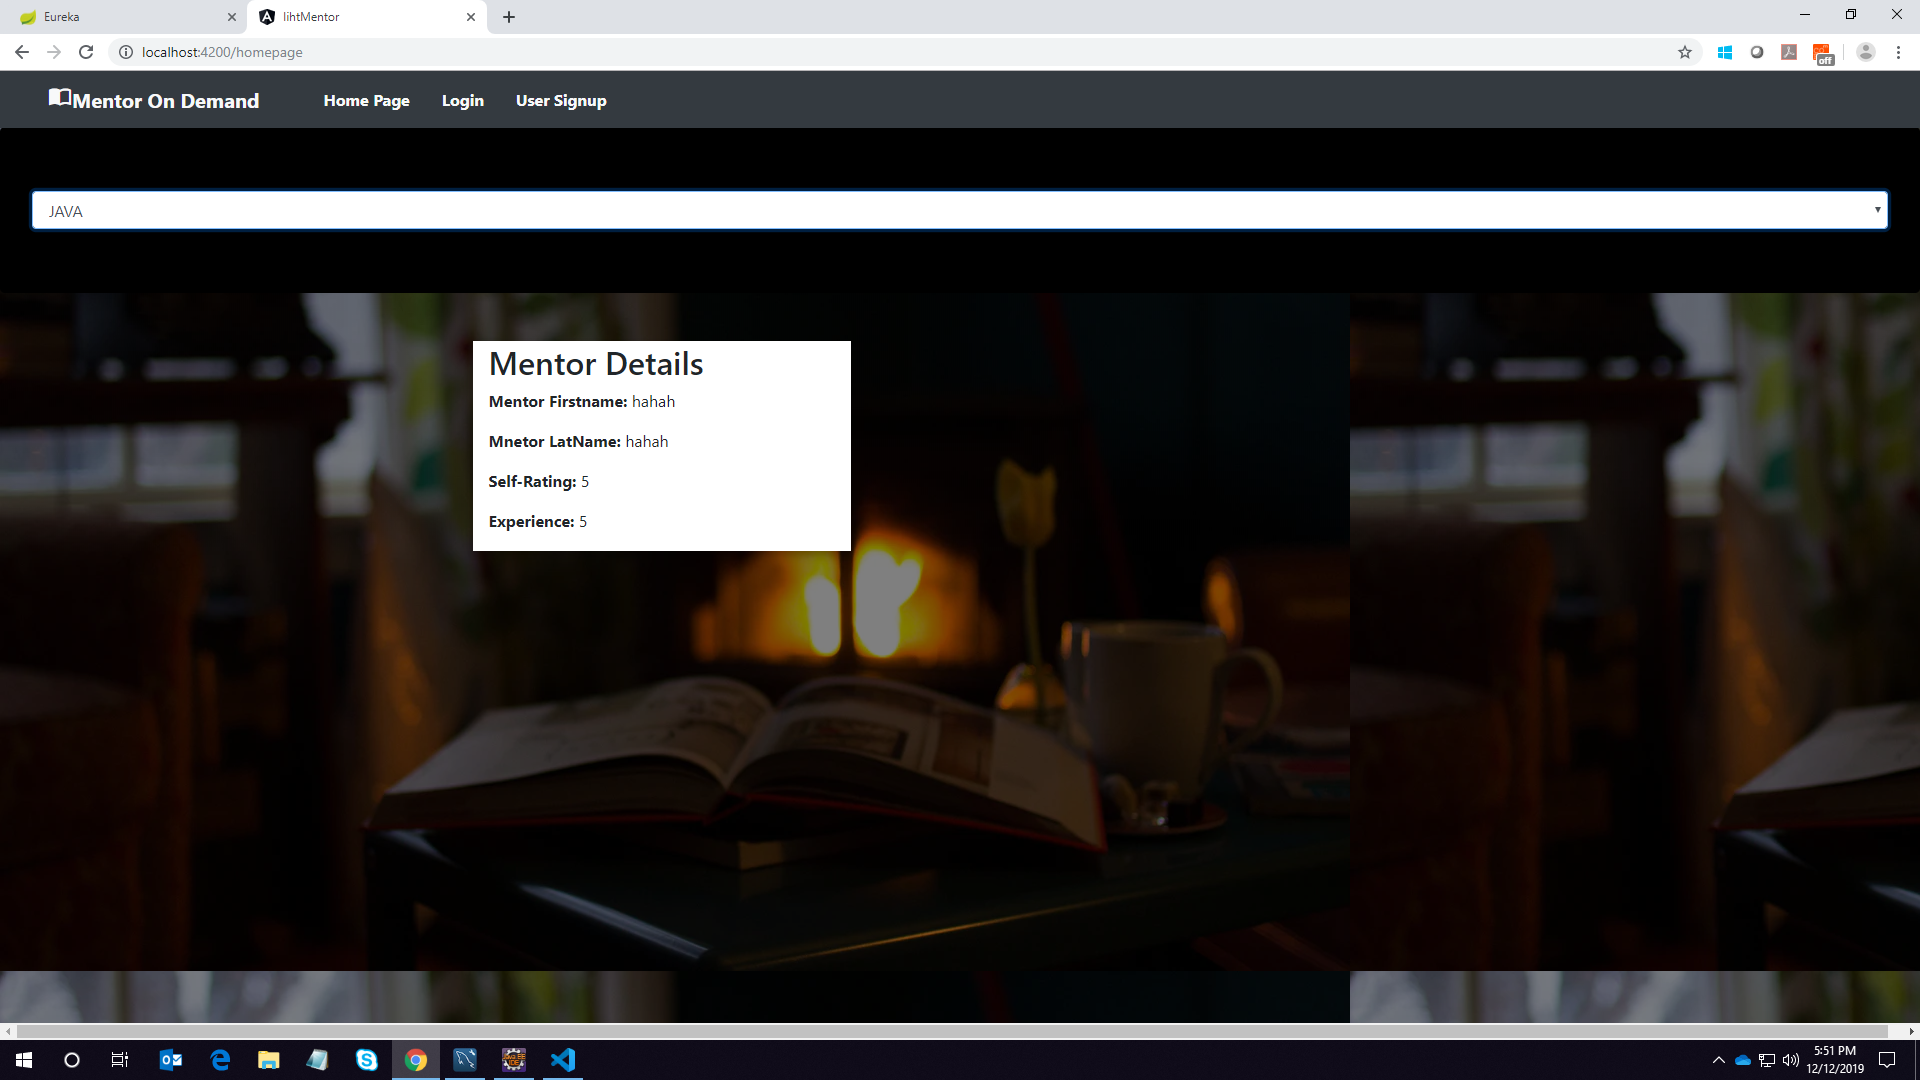 Eureka
lihtMentor
localhost:4200/homepage
off
Mentor On Demand
Home Page
Login
User Signup
JAVA
Mentor Details
Mentor Firstname: hahah
Mnetor LatName: hahah
Self-Rating: 5
Experience: 5
5:51 PM
12/12/2019